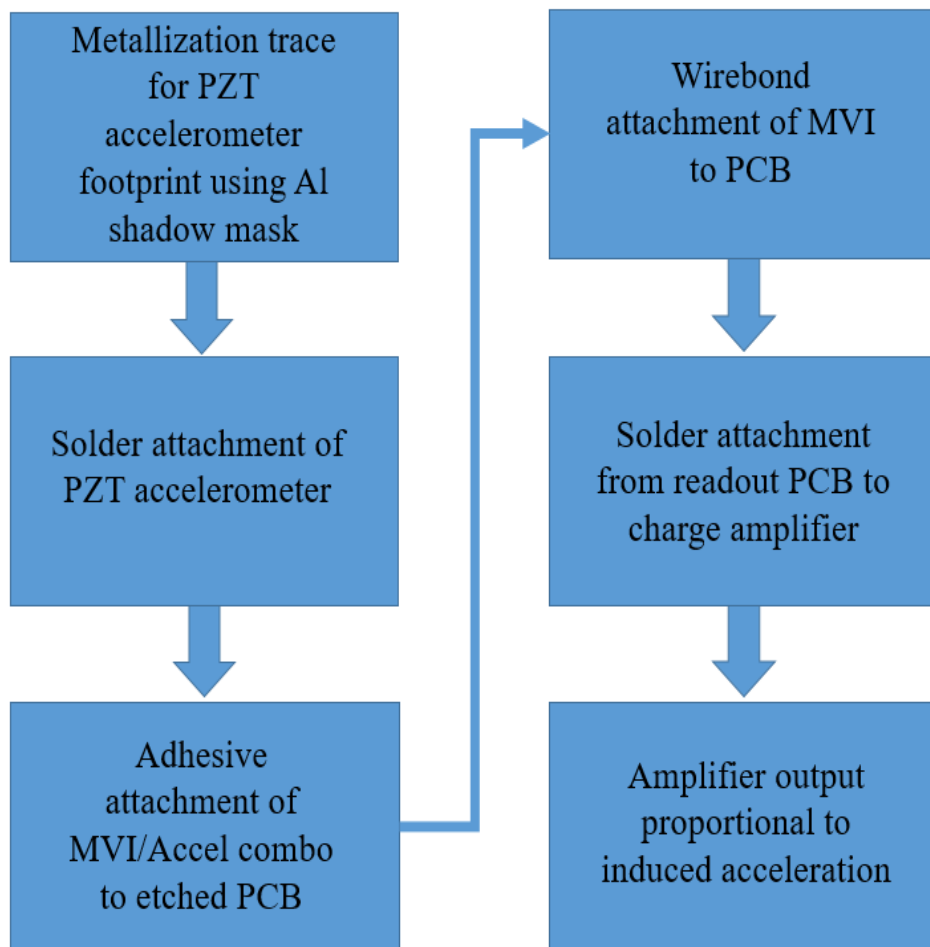 Metallization trace
for PZT
accelerometer
footprint using Al
shadow mask
Solder attachment of
PZT accelerometer
Adhesive
attachment of
MVI/Accel combo
to etched PCB
Wirebond
attachment of MVI
to PCB
Solder attachment
from readout PCB to
charge amplifier
Amplifier output
proportional to
induced acceleration